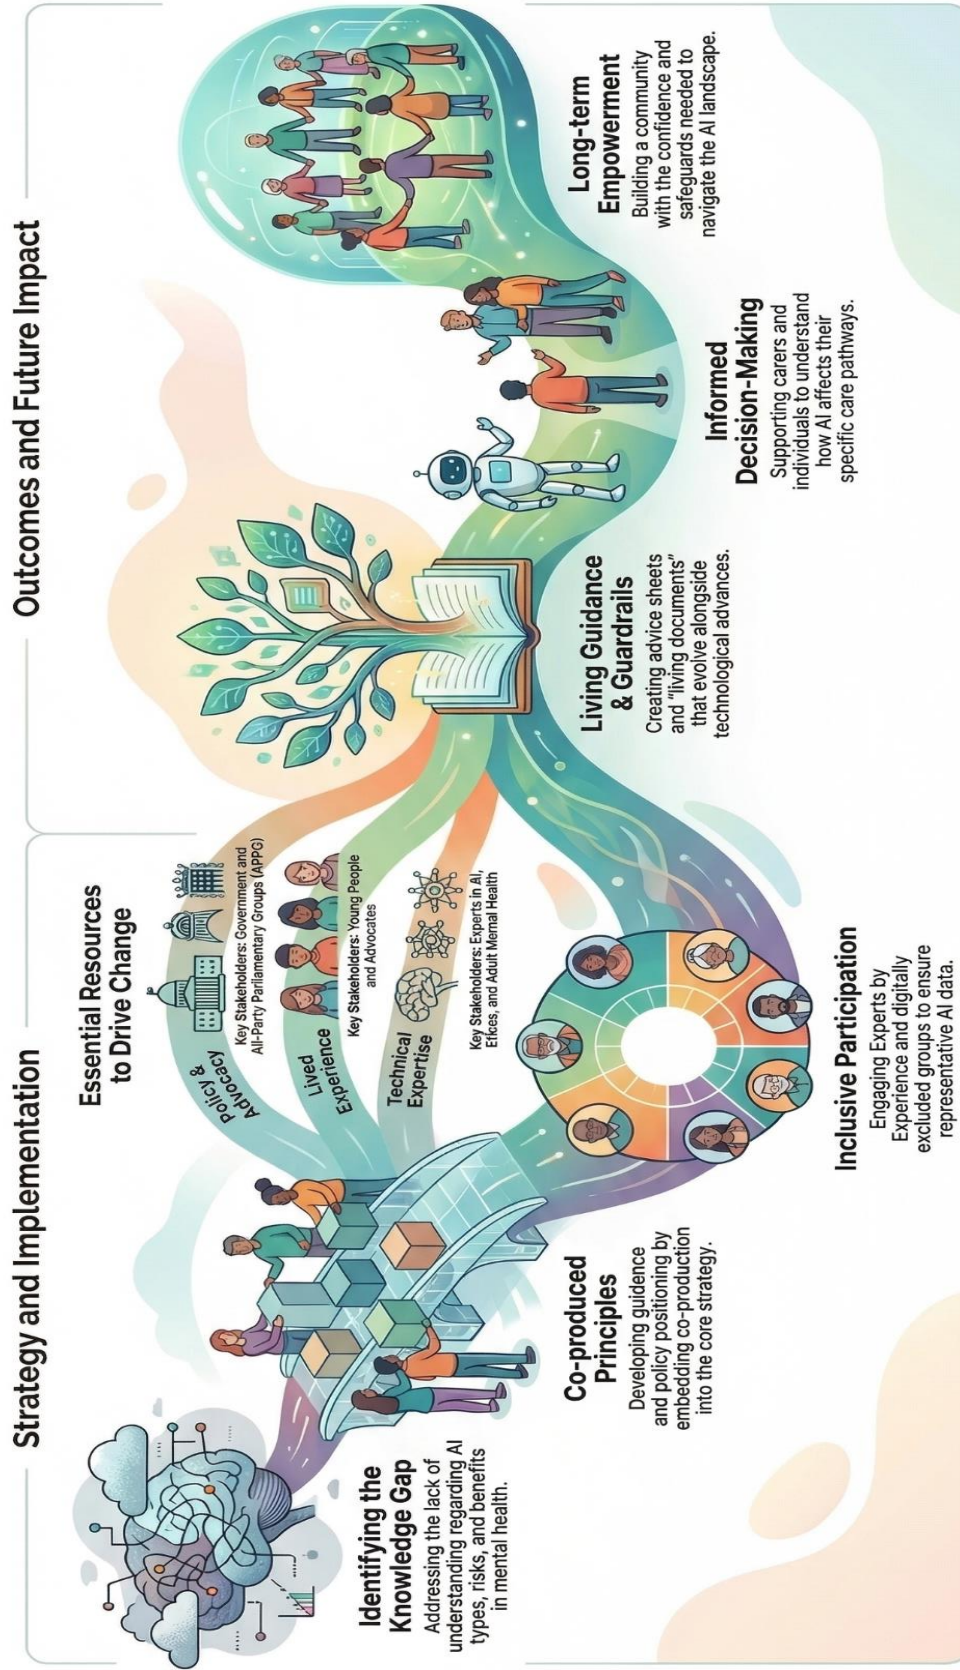 Strategy and Implementation
Identifying the
Knowledge Gap
Addressing the lack of
understanding regarding AI
types, risks, and benefits
in mental health.
Co-produced
Principles
Developing guidance
and policy positioning by
embedding co-production
into the core strategy.
Inclusive Participation
Engaging Experts by
Experience and digitally
excluded groups to ensure
representative AI data.
Essential Resources
to Drive Change
Policy &
Advocacy
Key Stakeholders: Government and
All-Party Parliamentary Groups (APPG)
Lived
Experience
Key Stakeholders: Young People
and Advocates
Technical
Expertise
Key Stakeholders: Experts in AI,
Efices, and Adult Mernal Health
Outcomes and Future Impact
Living Guidance
& Guardrails
Creating advice sheets
and "living documents"
that evolve alongside
technological advances.
Informed
Decision-Making
Supporting carers and
individuals to understand
how AI affects their
specific care pathways.
Long-term
Empowerment
Building a community
with the confidence and
safeguards needed to
navigate the AI landscape.